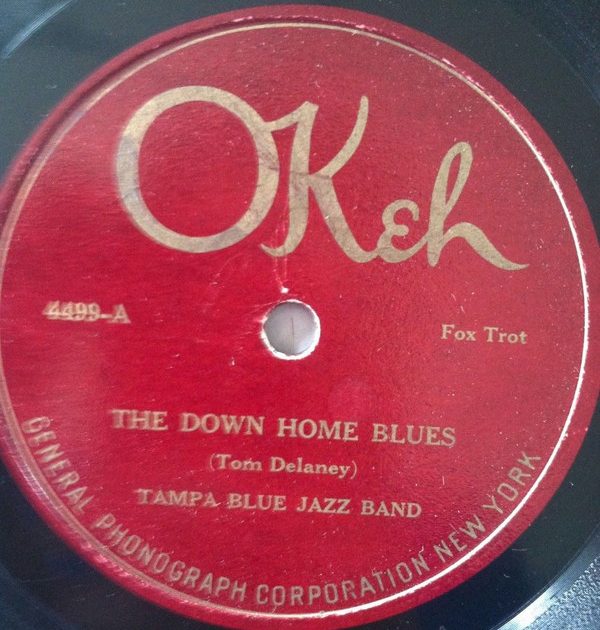 OKeh
4499-A
Fox Trot
THE DOWN HOME BLUES
(Tom Delaney)
TAMPA BLUE JAZZ BAND
GENERAL PHONOGRAPH CORPORATION NEW YORK